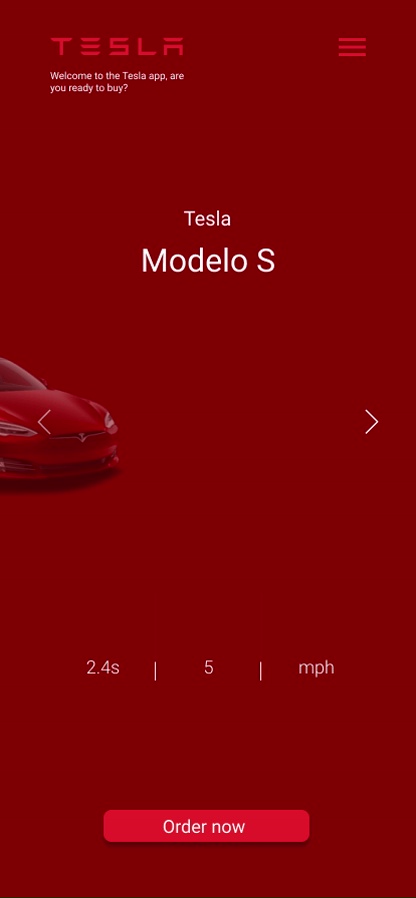 TESLA
Welcome to the Tesla app, are
you ready to buy?
Tesla
Modelo S
2.4s | 5 | mph
Order now